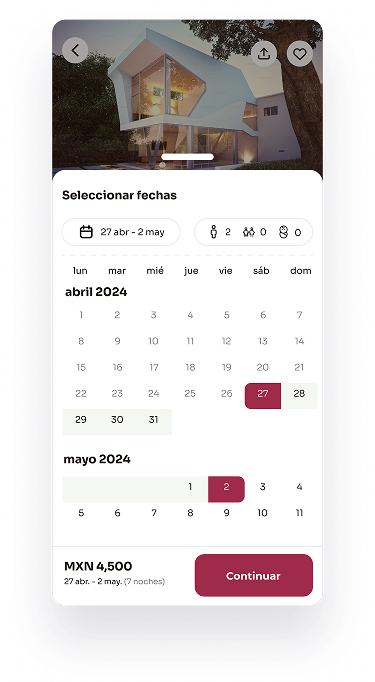 Seleccionar fechas
27 abr - 2 may 2 0 0
lun mar mié jue vie sáb dom
abril 2024
1 2 3 4 5 6 7
8 9 10 11 12 13 14
15 16 17 18 19 20 21
22 23 24 25 26 27 28
29 30 31
mayo 2024
1 2 3 4
5 6 7 8 9 10 11
MXN 4,500
27 abr. - 2 may. (7 noches)
Continuar